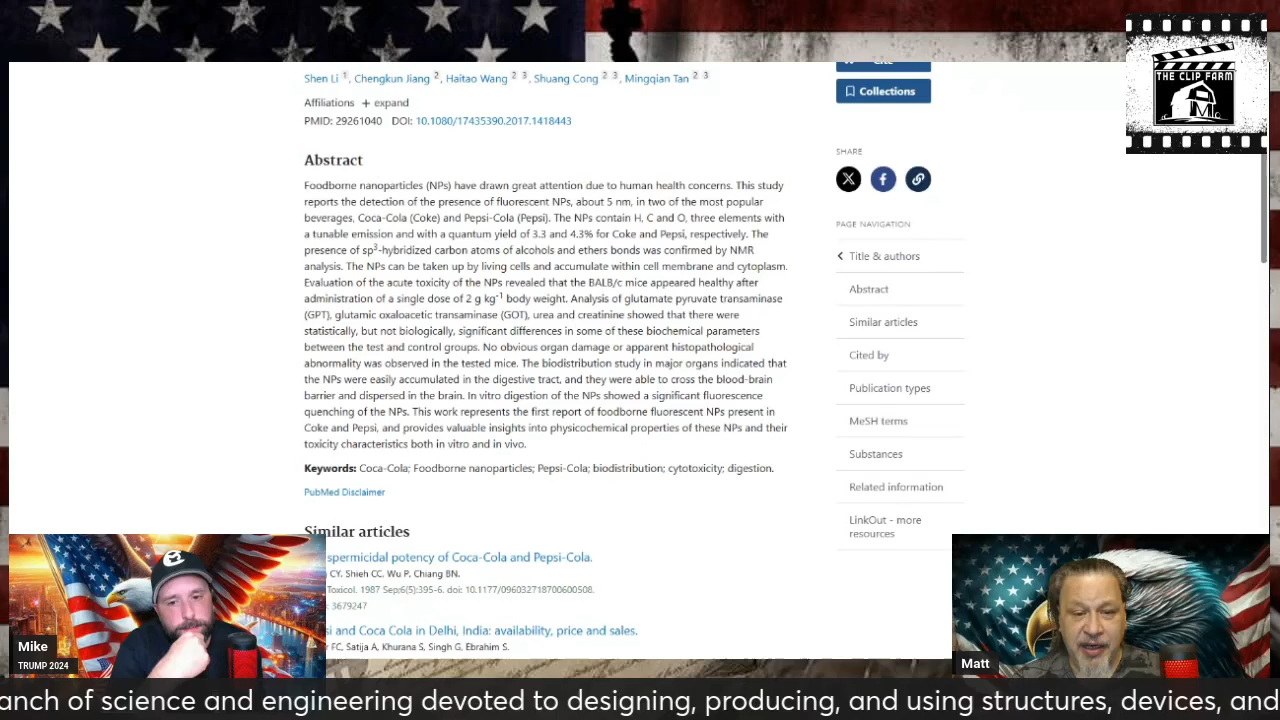 Cite
Shen Li 1, Chengkun Jiang 2, Haitao Wang 2 3, Shuang Cong 2 3, Mingqian Tan 2 3
Collections
Affiliations + expand
PMID: 29261040 DOI: 10.1080/17435390.2017.1418443
THE CLIP FARM
Abstract
Foodborne nanoparticles (NPs) have drawn great attention due to human health concerns. This study
reports the detection of the presence of fluorescent NPs, about 5 nm, in two of the most popular
beverages, Coca-Cola (Coke) and Pepsi-Cola (Pepsi). The NPs contain H, C and O, three elements with
a tunable emission and with a quantum yield of 3.3 and 4.3% for Coke and Pepsi, respectively. The
presence of sp3-hybridized carbon atoms of alcohols and ethers bonds was confirmed by NMR
analysis. The NPs can be taken up by living cells and accumulate within cell membrane and cytoplasm.
Evaluation of the acute toxicity of the NPs revealed that the BALB/c mice appeared healthy after
administration of a single dose of 2 g kg-1 body weight. Analysis of glutamate pyruvate transaminase
(GPT), glutamic oxaloacetic transaminase (GOT), urea and creatinine showed that there were
statistically, but not biologically, significant differences in some of these biochemical parameters
between the test and control groups. No obvious organ damage or apparent histopathological
abnormality was observed in the tested mice. The biodistribution study in major organs indicated that
the NPs were easily accumulated in the digestive tract, and they were able to cross the blood-brain
barrier and dispersed in the brain. In vitro digestion of the NPs showed a significant fluorescence
quenching of the NPs. This work represents the first report of foodborne fluorescent NPs present in
Coke and Pepsi, and provides valuable insights into physicochemical properties of these NPs and their
toxicity characteristics both in vitro and in vivo.
Keywords: Coca-Cola; Foodborne nanoparticles; Pepsi-Cola; biodistribution; cytotoxicity; digestion.
PubMed Disclaimer
SHARE
PAGE NAVIGATION
Title & authors
Abstract
Similar articles
Cited by
Publication types
MeSH terms
Substances
Related information
LinkOut - more
resources
Similar articles
spermicidal potency of Coca-Cola and Pepsi-Cola.
CY, Shieh CC, Wu P, Chiang BN.
Toxicol. 1987 Sep;6(5):395-6. doi: 10.1177/096032718700600508.
: 3679247
si and Coca Cola in Delhi, India: availability, price and sales.
FC, Satija A, Khurana S, Singh G, Ebrahim S.
Mike
TRUMP 2024
Matt
anch of science and engineering devoted to designing, producing, and using structures, devices, and